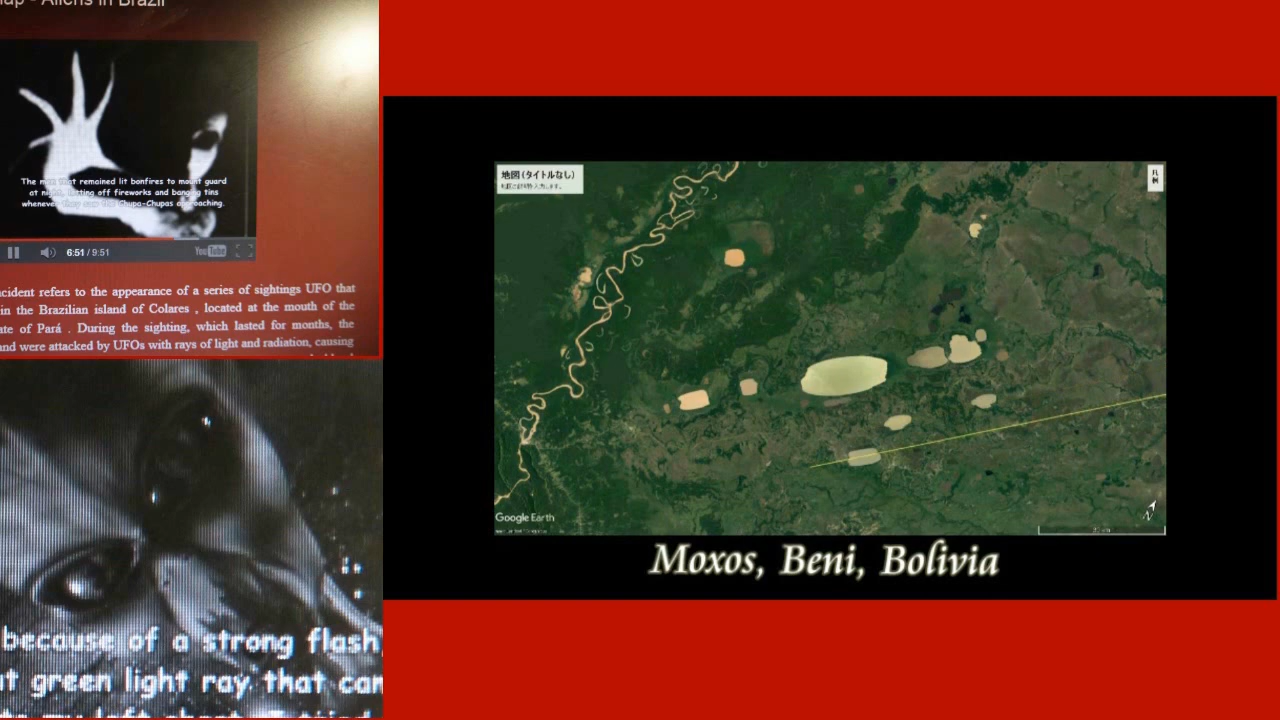 Aliens in Brazil
The that remained lit bonfires to mount guard
at off fireworks and banging tins
whenever they saw the Chupa-Chupas approaching.
6:51 / 9:51
YouTube
incident refers to the appearance of a series of sightings UFO that
in the Brazilian island of Colares , located at the mouth of the
ate of Pará . During the sighting, which lasted for months, the
and were attacked by UFOs with rays of light and radiation, causing
because of a strong flash,
t green light ray that can
地図 (タイトルなし)
凡例
Google Earth
N
Moxos, Beni, Bolivia